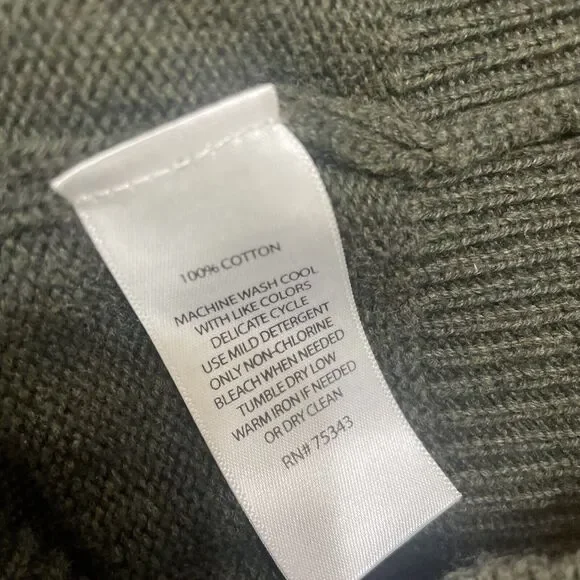 100% COTTON
MACHINE WASH COOL
WITH LIKE COLORS
DELICATE CYCLE
USE MILD DETERGENT
ONLY NON-CHLORINE
BLEACH WHEN NEEDED
TUMBLE DRY LOW
WARM IRON IF NEEDED
OR DRY CLEAN
RN# 75343